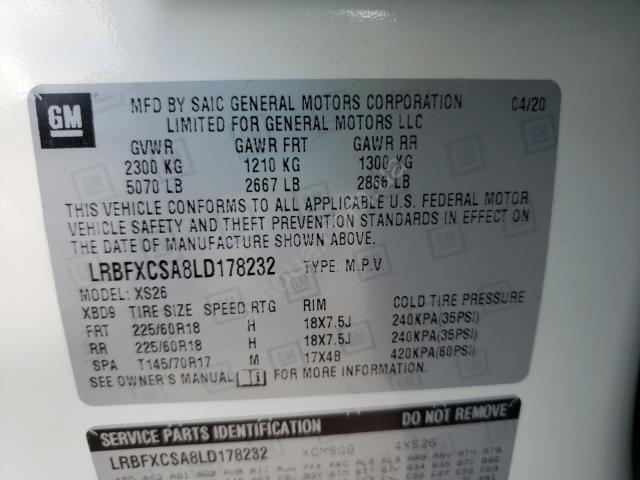 GM
MFD BY SAIC GENERAL MOTORS CORPORATION 04/20
LIMITED FOR GENERAL MOTORS LLC
GVWR GAWR FRT GAWR RR
2300 KG 1210 KG 1300 KG
5070 LB 2667 LB 2866 LB
THIS VEHICLE CONFORMS TO ALL APPLICABLE U.S. FEDERAL MOTOR
VEHICLE SAFETY AND THEFT PREVENTION STANDARDS IN EFFECT ON
THE DATE OF MANUFACTURE SHOWN ABOVE.
LRBFXCSA8LD178232 TYPE: M.P.V.
MODEL: XS26
XBD9 TIRE SIZE SPEED RTG RIM COLD TIRE PRESSURE
FRT 225/60R18 H 18X7.5J 240KPA(35PSI)
RR 225/60R18 H 18X7.5J 240KPA(35PSI)
SPA T145/70R17 M 17X4B 420KPA(60PSI)
SEE OWNER'S MANUAL FOR MORE INFORMATION.
SERVICE PARTS IDENTIFICATION DO NOT REMOVE
LRBFXCSA8LD178232 4XS26